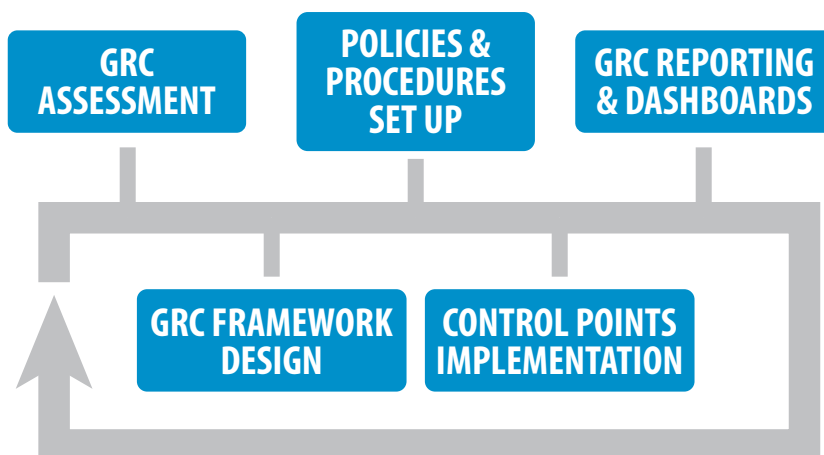 GRC
ASSESSMENT
POLICIES &
PROCEDURES
SET UP
GRC REPORTING
& DASHBOARDS
GRC FRAMEWORK
DESIGN
CONTROL POINTS
IMPLEMENTATION